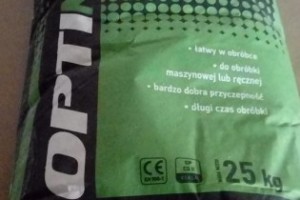 OPTI
• łatwy w obróbce
• do obróbki
maszynowej lub ręcznej
• bardzo dobra przyczepność
• długi czas obróbki
CE
25 kg